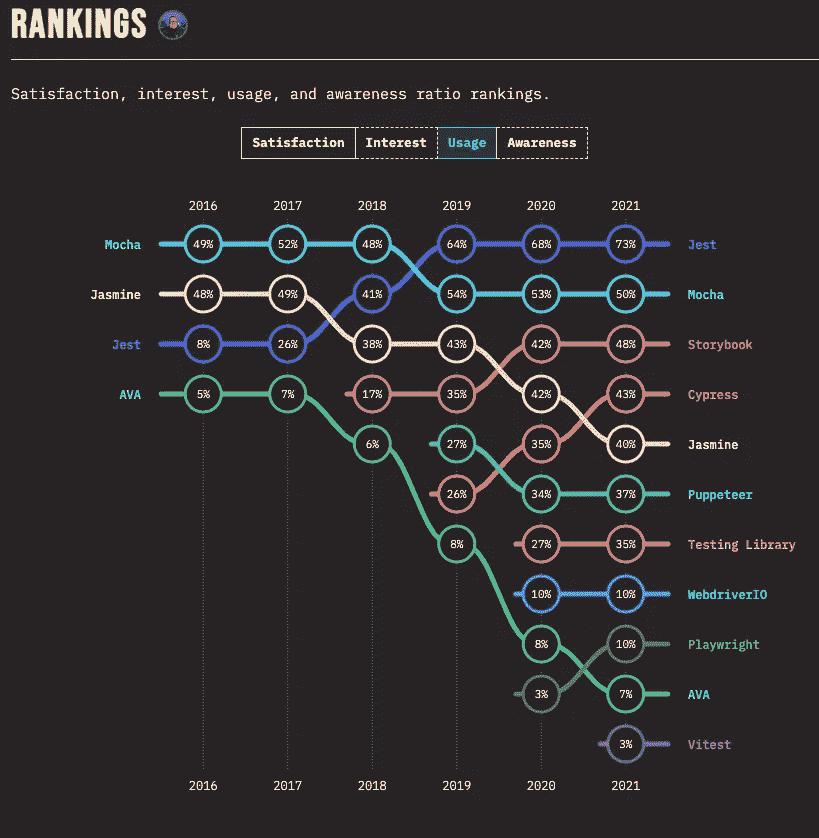 RANKINGS
Satisfaction, interest, usage, and awareness ratio rankings.
Satisfaction Interest Usage Awareness
2016 2017 2018 2019 2020 2021
Mocha 49% 52% 48% 64% 68% 73% Jest
Jasmine 48% 49% 41% 54% 53% 50% Mocha
Jest 8% 26% 38% 43% 42% 48% Storybook
AVA 5% 7% 17% 35% 42% 43% Cypress
6% 27% 35% 40% Jasmine
26% 34% 37% Puppeteer
8% 27% 35% Testing Library
10% 10% WebdriverIO
8% 10% Playwright
3% 7% AVA
3% Vitest
2016 2017 2018 2019 2020 2021